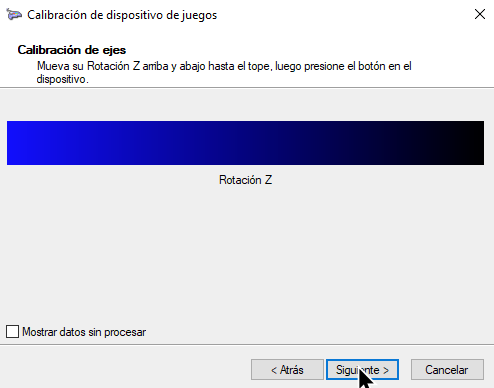 Calibración de dispositivo de juegos
Calibración de ejes
Mueva su Rotación Z arriba y abajo hasta el tope, luego presione el botón en el
dispositivo.
Rotación Z
Mostrar datos sin procesar
< Atrás
Siguiente >
Cancelar